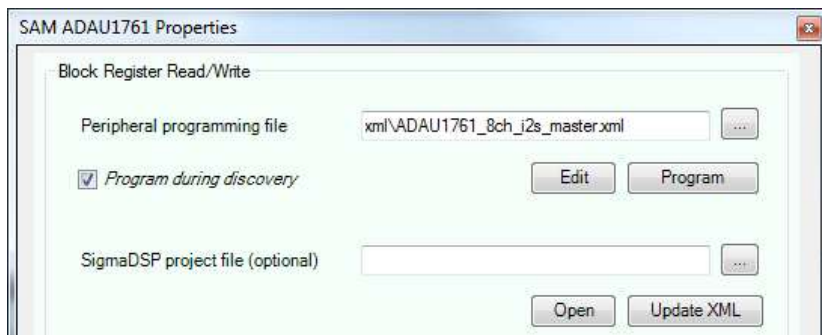 SAM ADAU1761 Properties
Block Register Read/Write
Peripheral programming file xml\ADAU1761_8ch_i2s_master.xml ...
Program during discovery Edit Program
SigmaDSP project file (optional) ...
Open Update XML